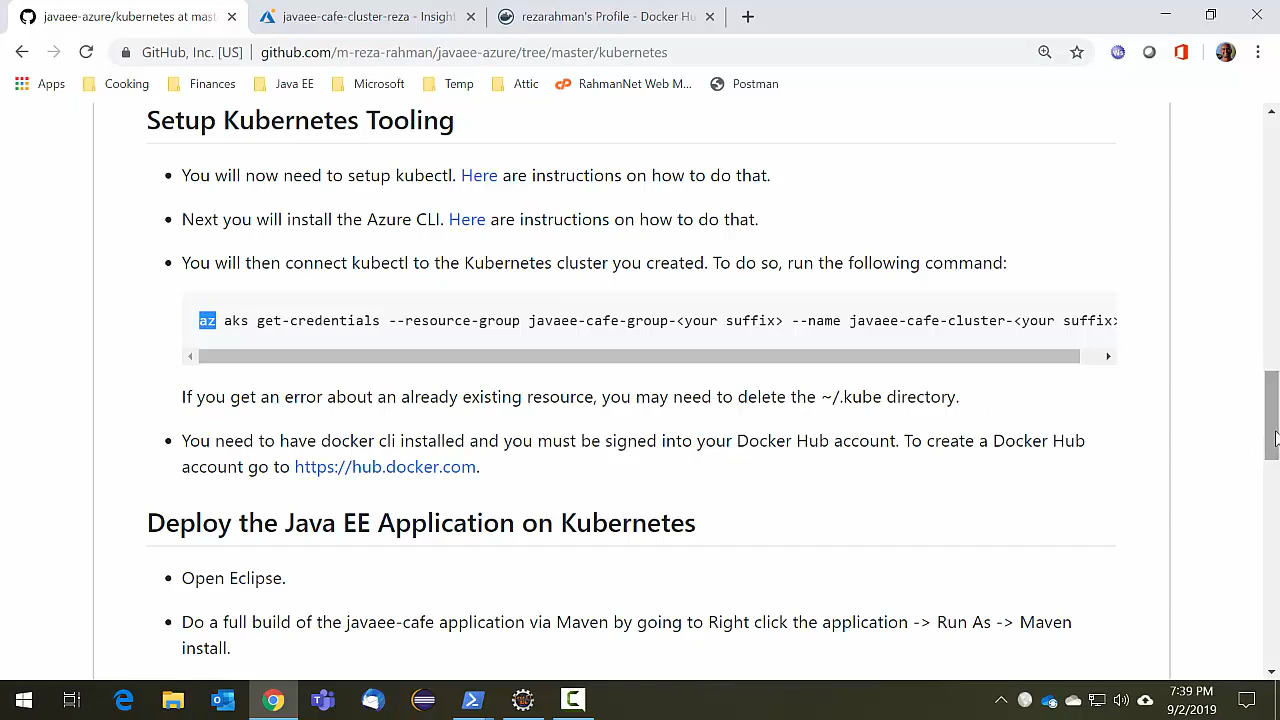 javaee-azure/kubernetes at mast
javaee-cafe-cluster-reza - Insight
rezarahman's Profile - Docker Hu
GitHub, Inc. [US]
github.com/m-reza-rahman/javaee-azure/tree/master/kubernetes
Apps
Cooking
Finances
Java EE
Microsoft
Temp
Attic
RahmanNet Web M...
Postman
Setup Kubernetes Tooling
• You will now need to setup kubectl. Here are instructions on how to do that.
• Next you will install the Azure CLI. Here are instructions on how to do that.
• You will then connect kubectl to the Kubernetes cluster you created. To do so, run the following command:
az aks get-credentials --resource-group javaee-cafe-group-<your suffix> --name javaee-cafe-cluster-<your suffix>
If you get an error about an already existing resource, you may need to delete the ~/.kube directory.
• You need to have docker cli installed and you must be signed into your Docker Hub account. To create a Docker Hub
account go to https://hub.docker.com.
Deploy the Java EE Application on Kubernetes
• Open Eclipse.
• Do a full build of the javaee-cafe application via Maven by going to Right click the application -> Run As -> Maven
install.
7:39 PM
9/2/2019